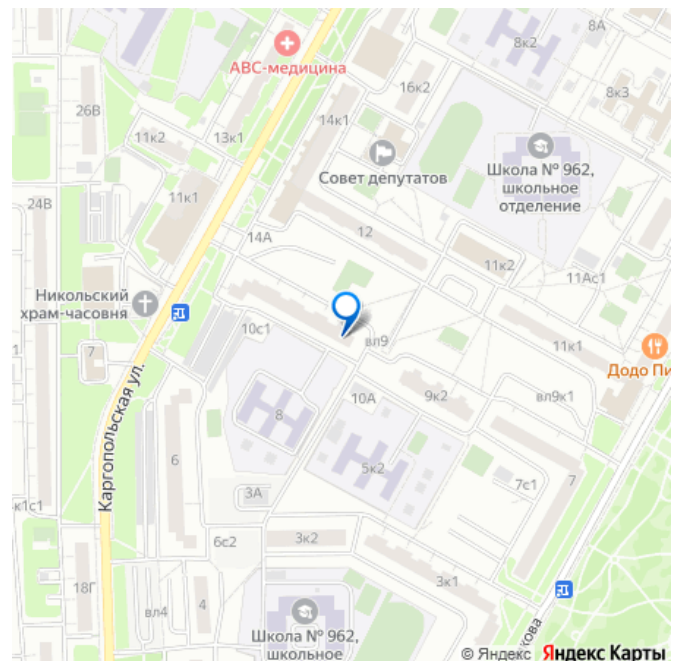 8А
8к2
АВС-медицина
16к2
8к3
26В
14к1
11к2
13к1
Совет депутатов
Школа № 962,
школьное
отделение
24В
11к1
12
14А
11к2
11Ас1
Никольский
храм-часовня
10с1
вл9
11к1
7
Додо Пи
10А
9к2
вл9к1
Каргопольская ул.
8
6
5к2
7с1
7
к1с1
3А
6с2
3к2
3к1
18Г
вл4
4
Школа № 962,
школьное
кова
© Яндекс Яндекс Карты